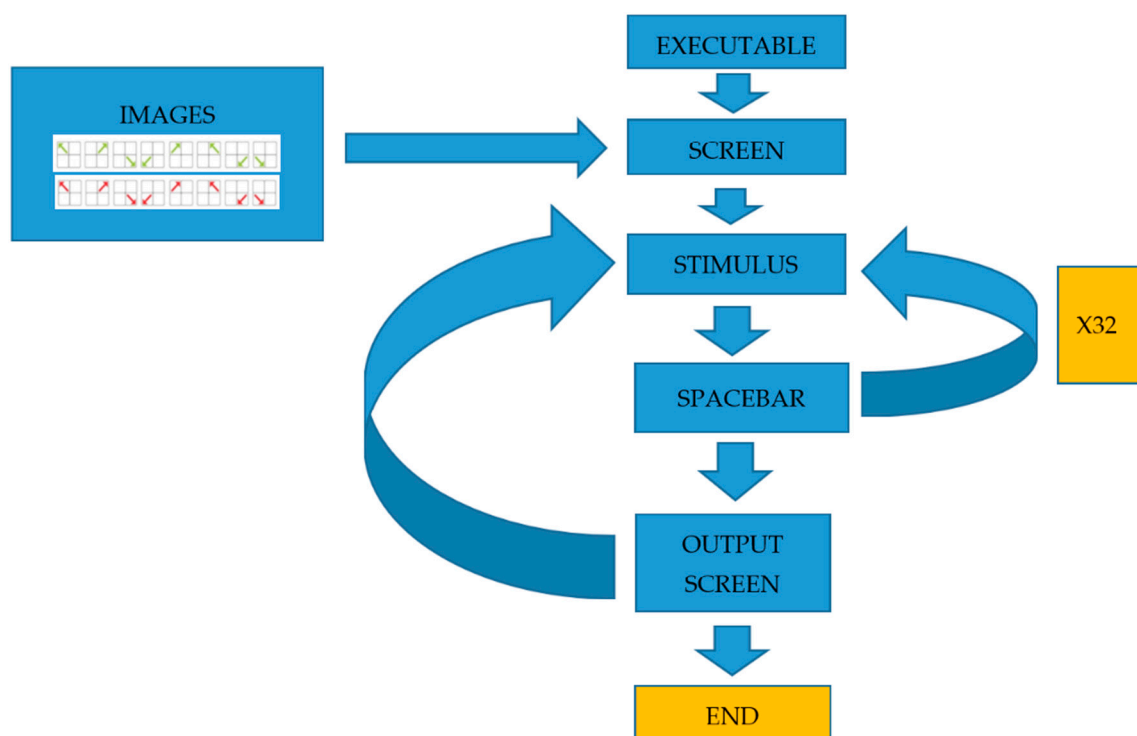 EXECUTABLE
IMAGES
SCREEN
STIMULUS
X32
SPACEBAR
OUTPUT
SCREEN
END